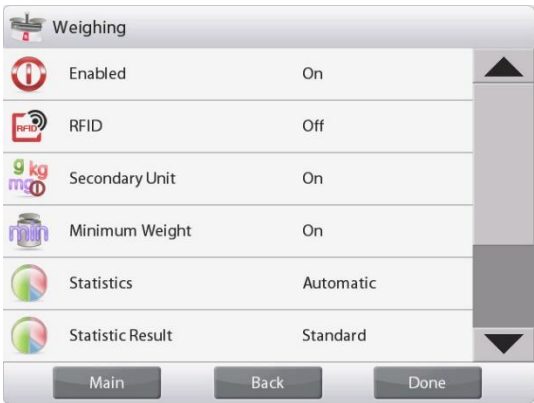 Weighing
Enabled On
RFID RFID Off
g kg
mg Secondary Unit On
min Minimum Weight On
Statistics Automatic
Statistic Result Standard
Main Back Done